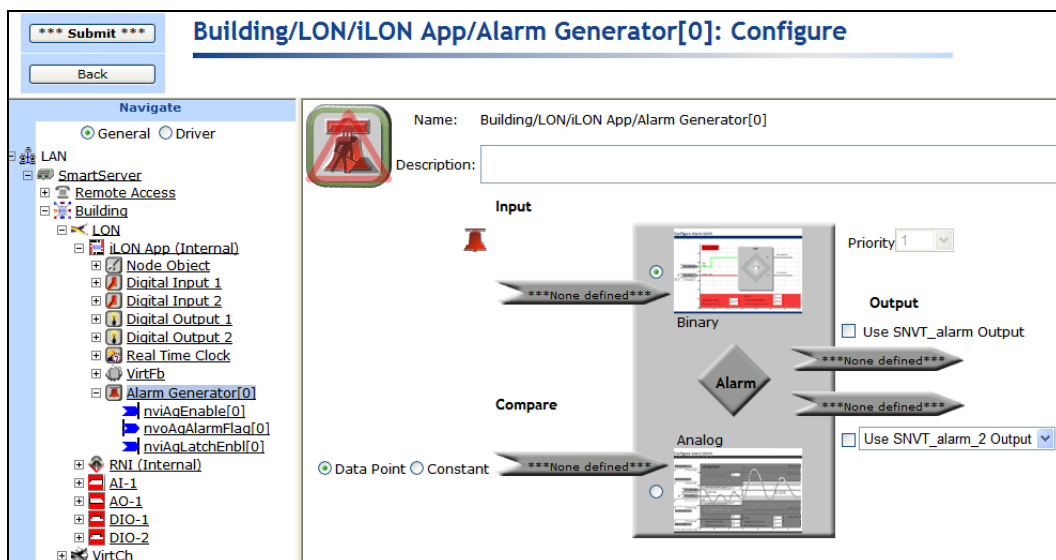 *** Submit ***
Building/LON/iLON App/Alarm Generator[0]: Configure
Back
Navigate
General Driver
LAN
SmartServer
Remote Access
Building
LON
iLON App (Internal)
Node Object
Digital Input 1
Digital Input 2
Digital Output 1
Digital Output 2
Real Time Clock
VirtFb
Alarm Generator[0]
nviAgEnable[0]
nvoAgAlarmFlag[0]
nviAgLatchEnbl[0]
RNI (Internal)
AI-1
AO-1
DIO-1
DIO-2
VirtCh
Name: Building/LON/iLON App/Alarm Generator[0]
Description:
Input
Priority 1
***None defined***
Binary
Output
Use SNVT_alarm Output
***None defined***
Alarm
***None defined***
Compare
Analog
Use SNVT_alarm_2 Output
Data Point Constant
***None defined***